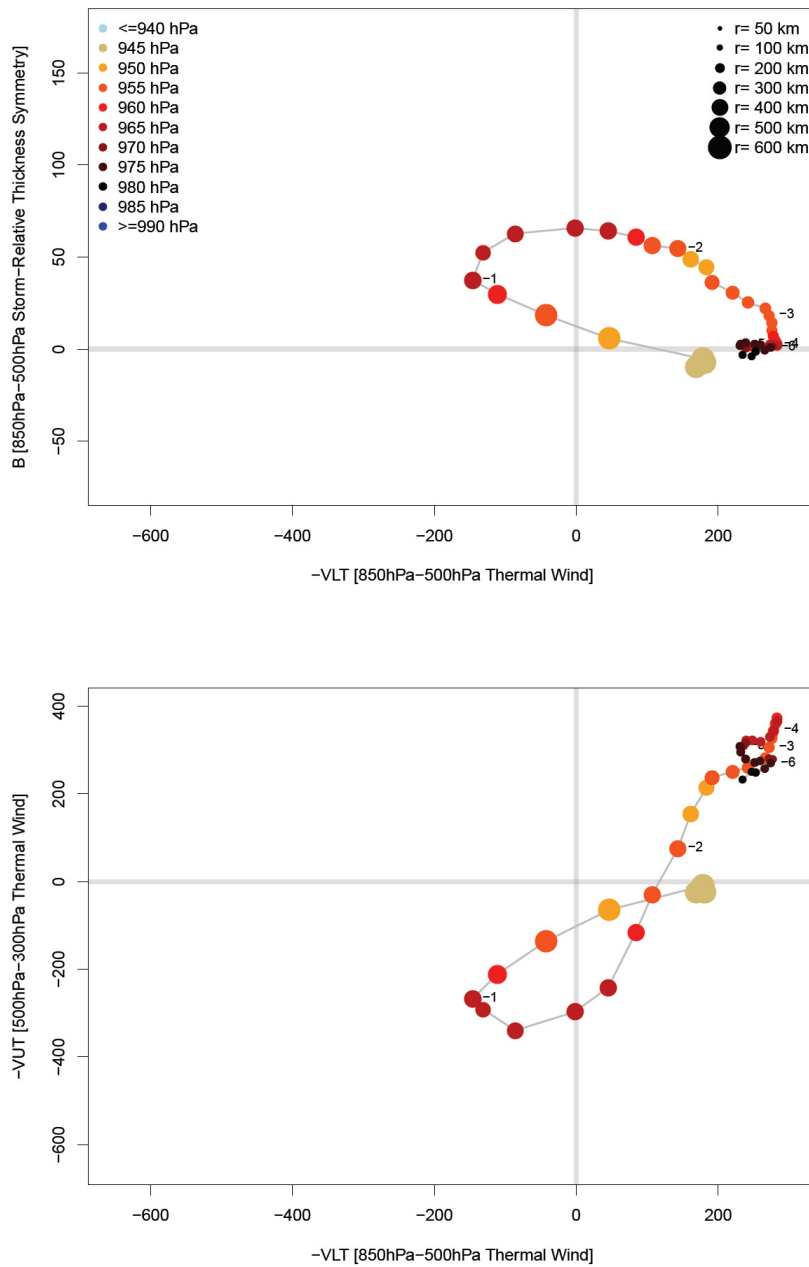 <=940 hPa
945 hPa
950 hPa
955 hPa
960 hPa
965 hPa
970 hPa
975 hPa
980 hPa
985 hPa
>=990 hPa
r= 50 km
r= 100 km
r= 200 km
r= 300 km
r= 400 km
r= 500 km
r= 600 km
B [850hPa−500hPa Storm−Relative Thickness Symmetry]
150
100
50
0
−50
−1
−2
−3
−4
−6
−600
−400
−200
0
200
−VLT [850hPa−500hPa Thermal Wind]
−VUT [500hPa−300hPa Thermal Wind]
400
200
0
−200
−400
−600
−4
−3
−6
−2
−1
−600
−400
−200
0
200
−VLT [850hPa−500hPa Thermal Wind]